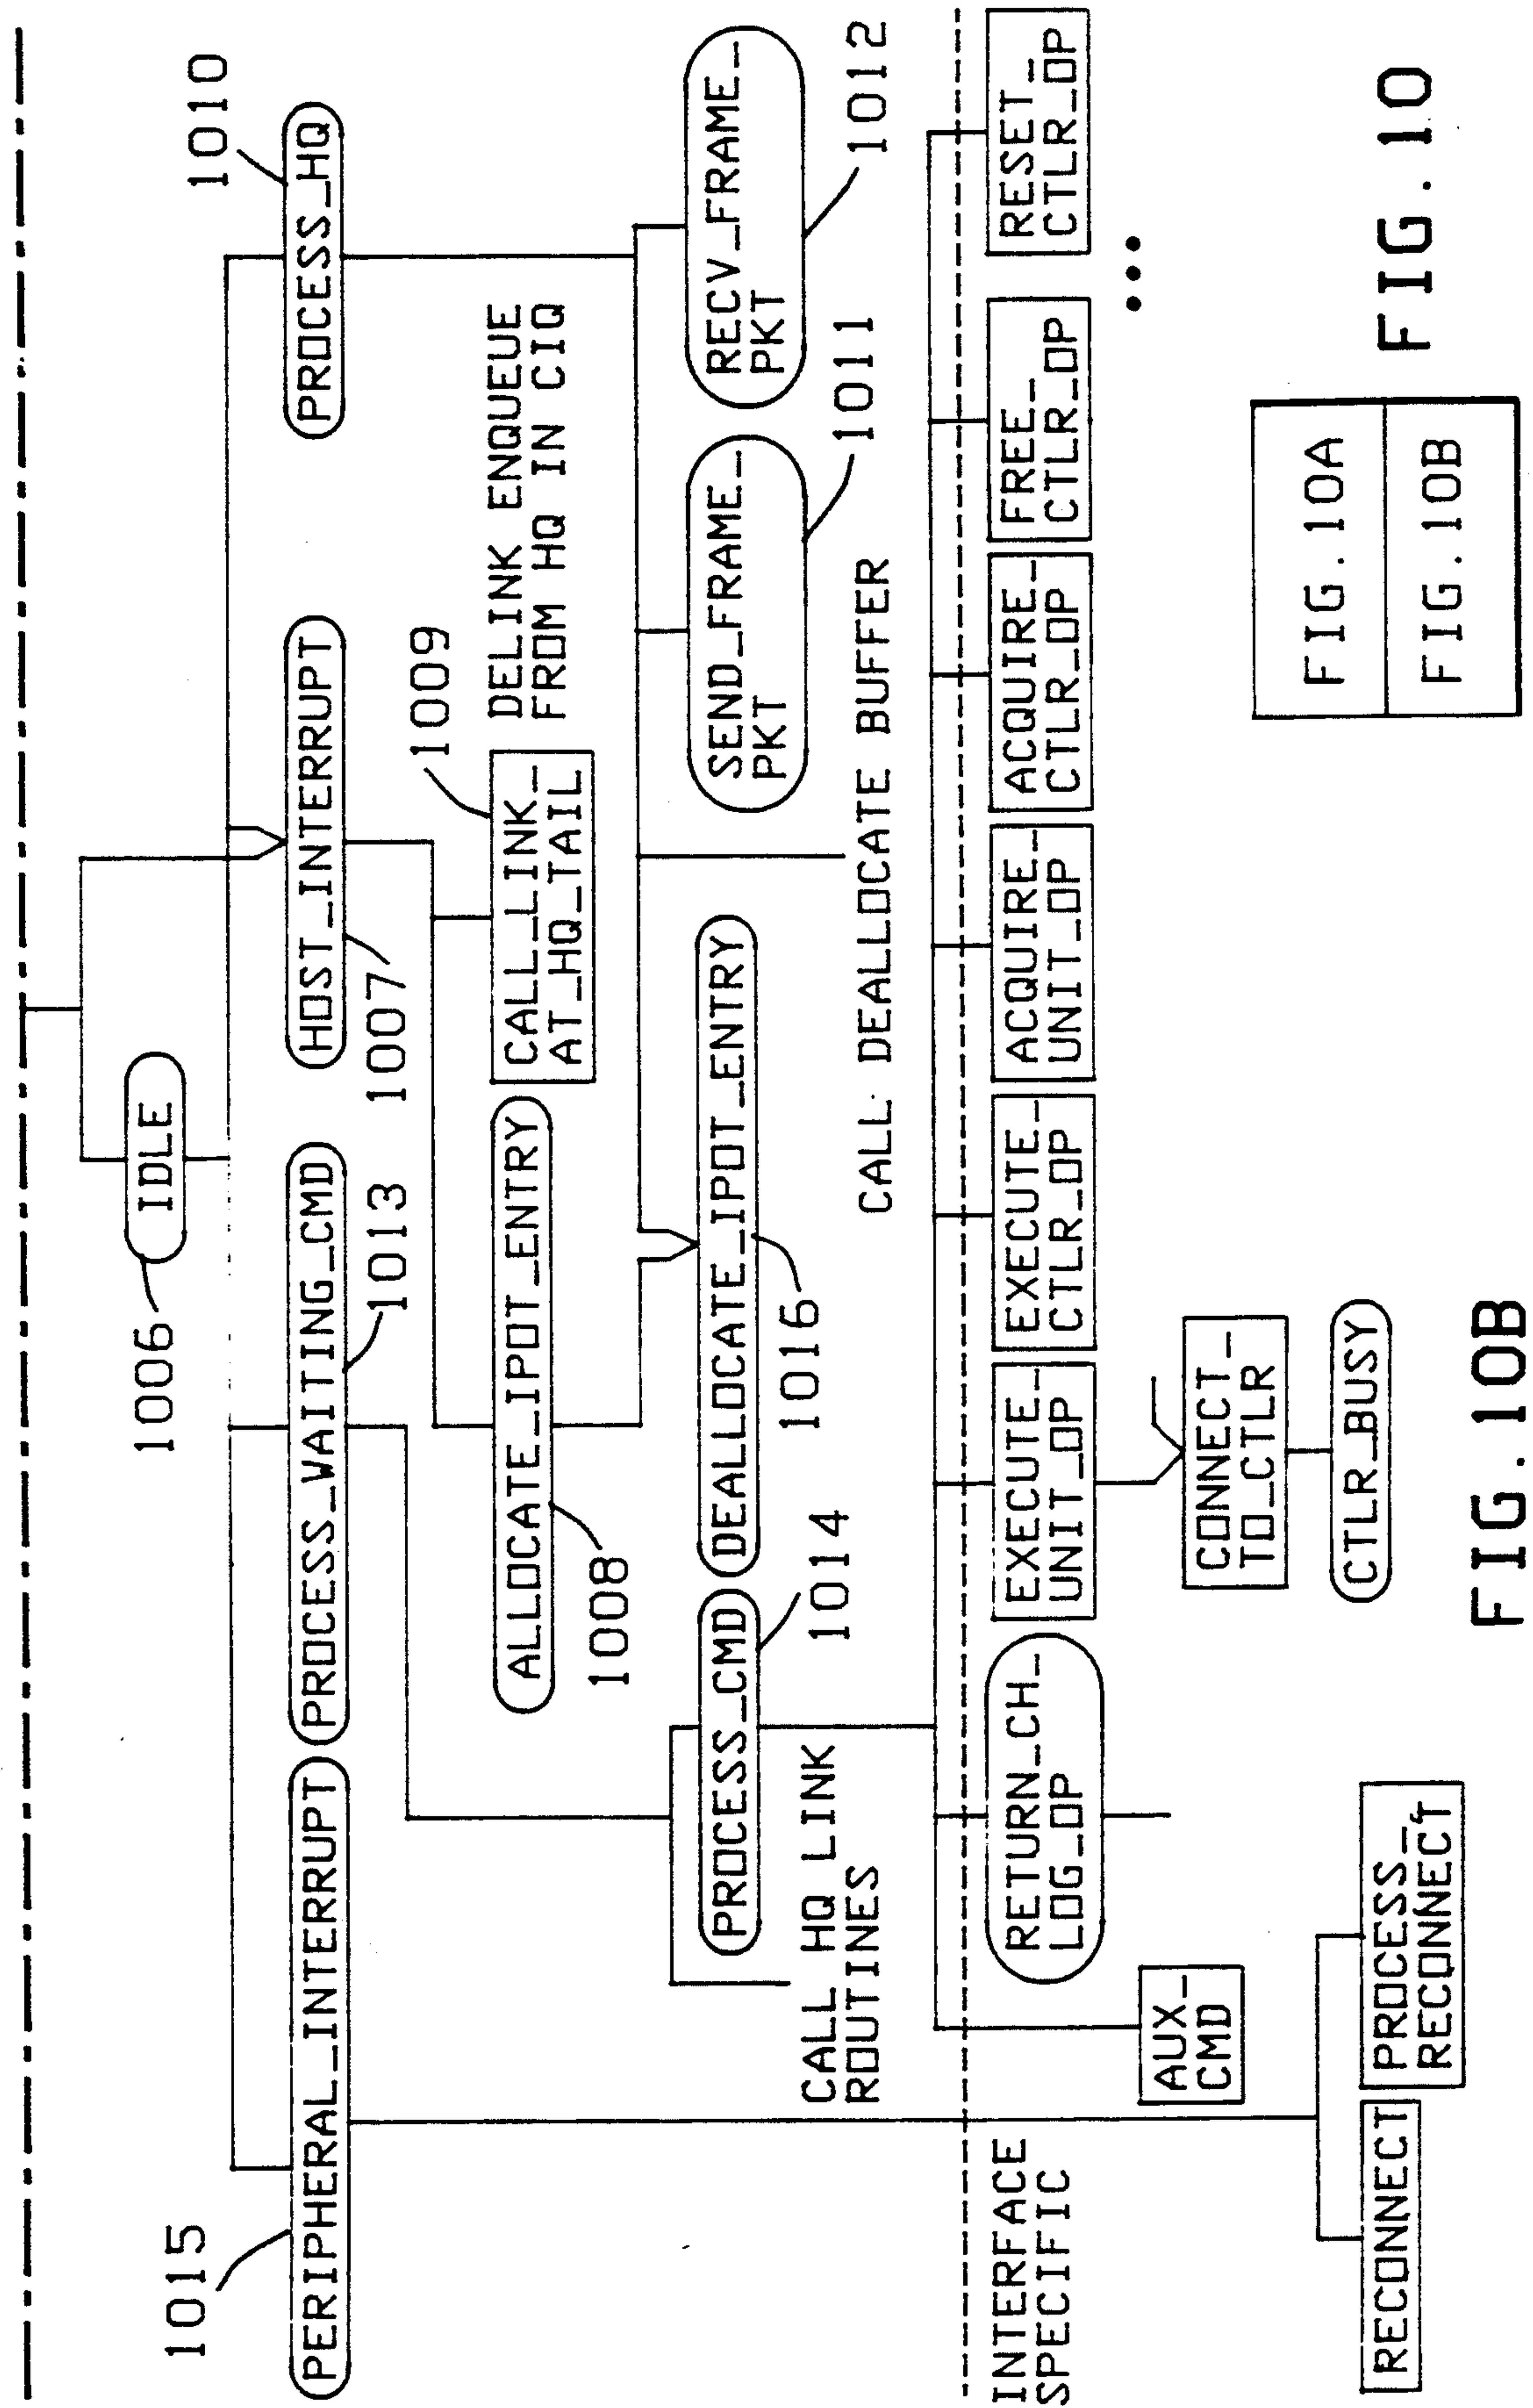 1006
IDLE
1015
PERIPHERAL_INTERRUPT
PROCESS_WAITING_CMD
1013
HOST_INTERRUPT
1007
PROCESS_HQ
1010
ALLOCATE_IPOT_ENTRY
1008
CALL_LINK_
AT_HQ_TAIL
1009
DELINK ENQUEUE
FROM HQ IN CIQ
PROCESS_CMD
1014
DEALLOCATE_IPOT_ENTRY
1016
SEND_FRAME_
PKT
1011
RECV_FRAME_
PKT
1012
CALL HQ LINK
ROUTINES
CALL DEALLOCATE BUFFER
INTERFACE
SPECIFIC
AUX_
CMD
RETURN_CH_
LOG_OP
EXECUTE_
UNIT_OP
EXECUTE_
CTLR_OP
ACQUIRE_
UNIT_OP
ACQUIRE_
CTLR_OP
FREE_
CTLR_OP
RESET_
CTLR_OP
...
CONNECT_
TO_CTLR
CTLR_BUSY
RECONNECT
PROCESS_
RECONNECT
FIG.10B
FIG.10A
FIG.10B
FIG.10